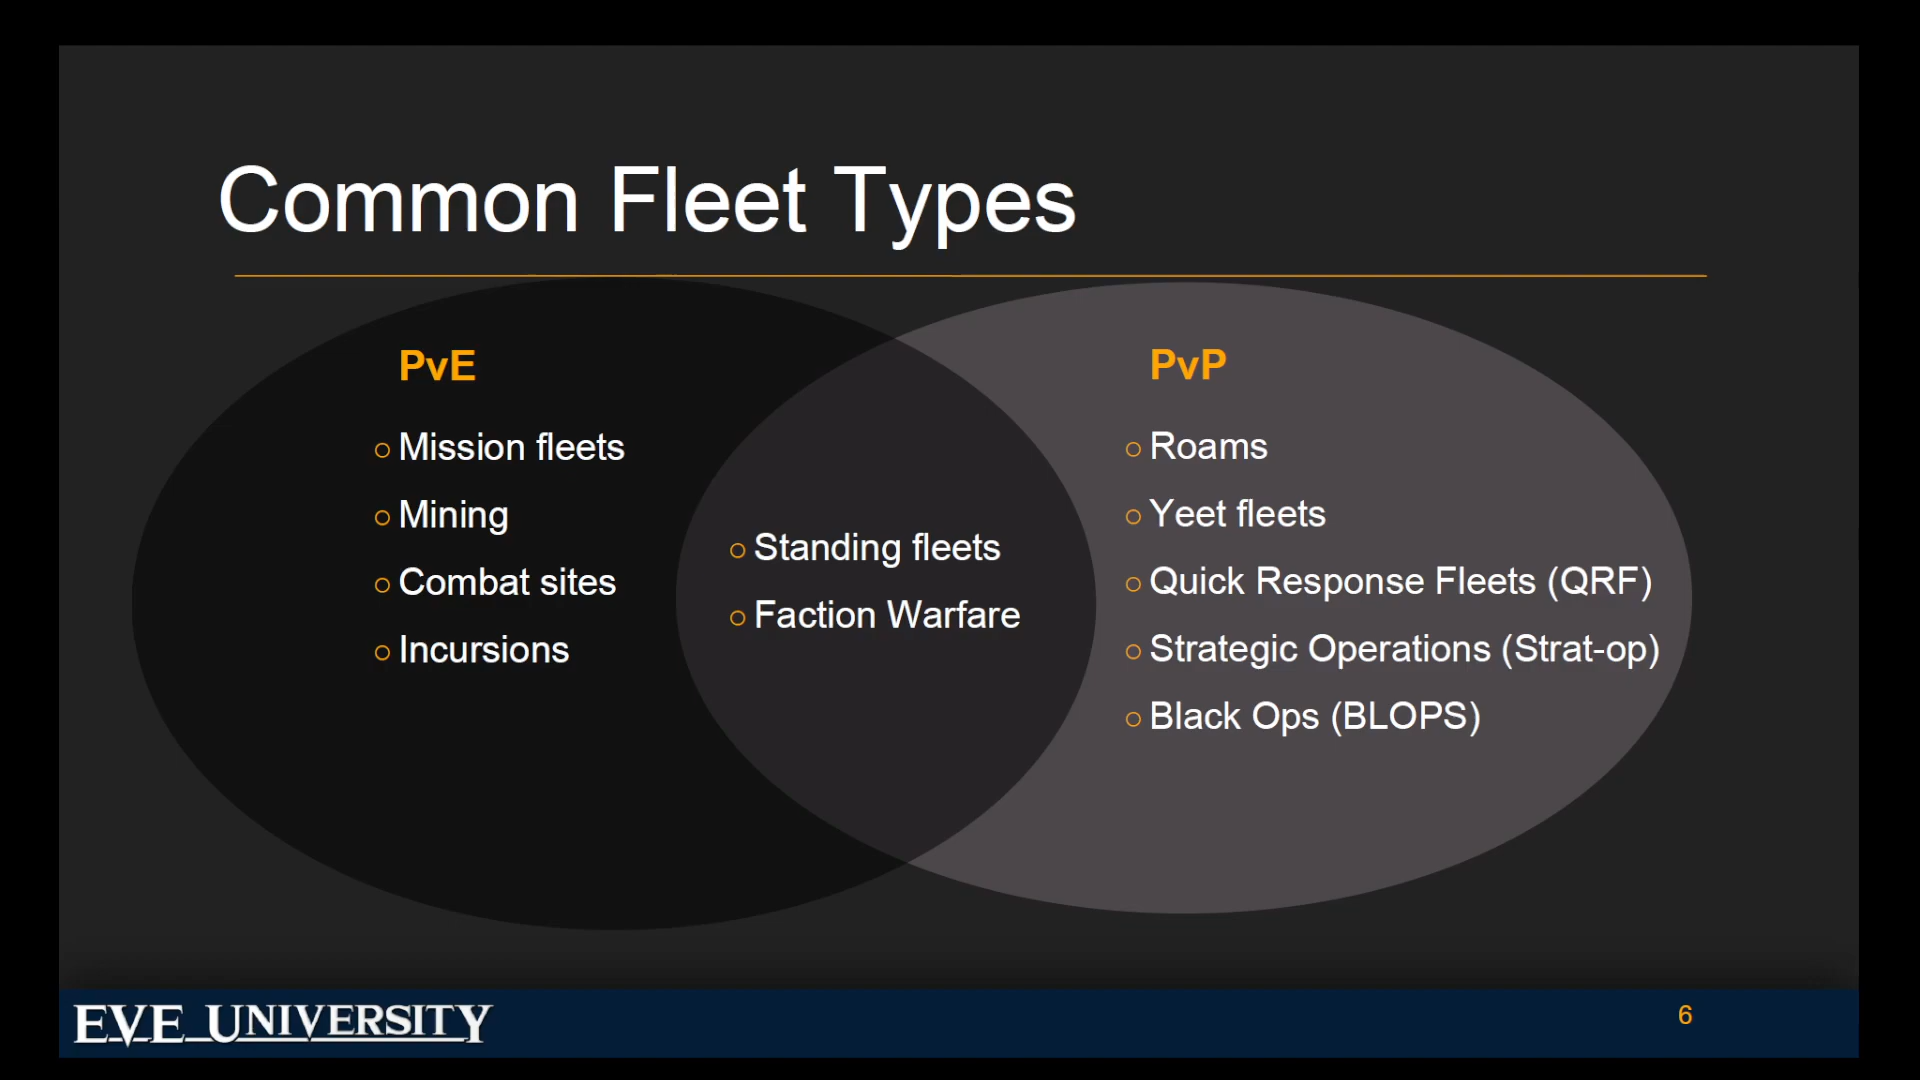 Common Fleet Types
PvE
Mission fleets
Mining
Combat sites
Incursions
Standing fleets
Faction Warfare
PvP
Roams
Yeet fleets
Quick Response Fleets (QRF)
Strategic Operations (Strat-op)
Black Ops (BLOPS)
EVE UNIVERSITY
6